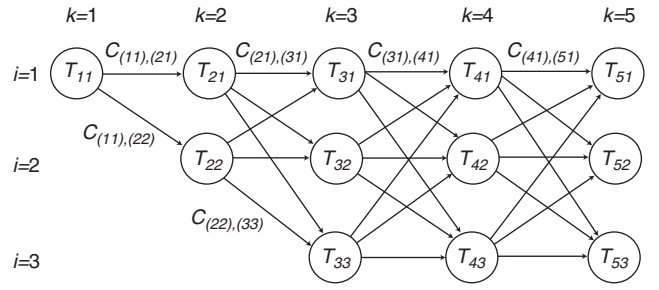 k=1 k=2 k=3 k=4 k=5
C(11),(21) C(21),(31) C(31),(41) C(41),(51)
i=1 T11 T21 T31 T41 T51
C(11),(22)
i=2 T22 T32 T42 T52
C(22),(33)
i=3 T33 T43 T53